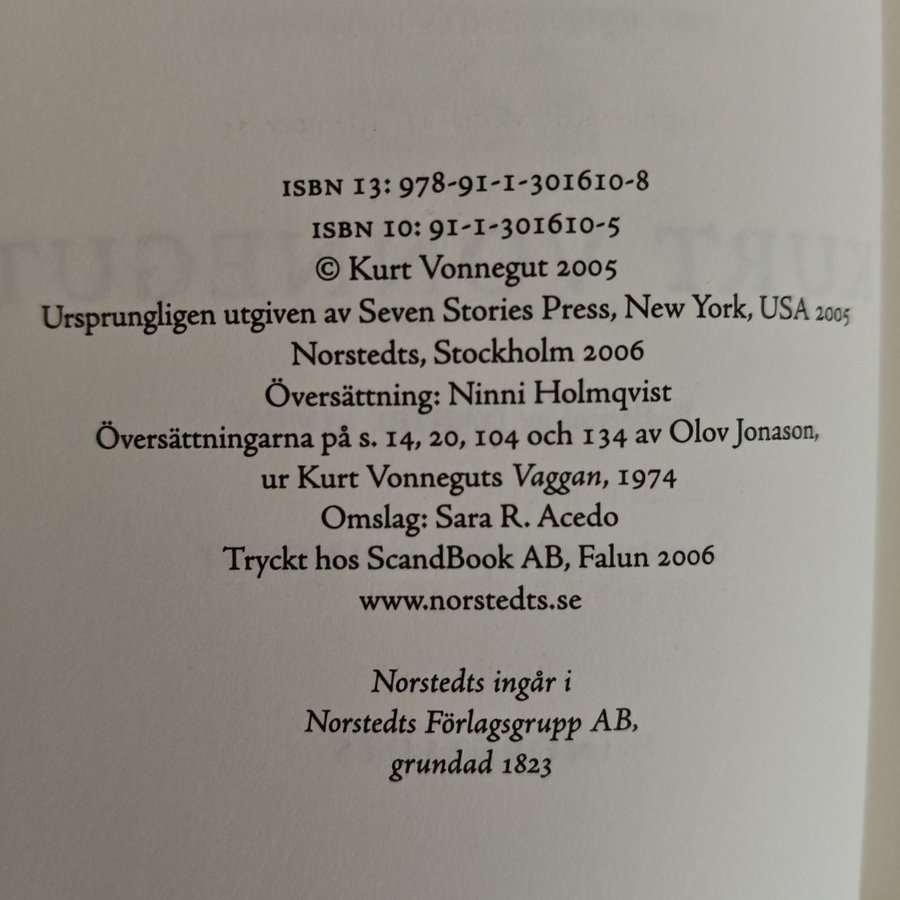 ISBN 13: 978-91-1-301610-8
ISBN 10: 91-1-301610-5
© Kurt Vonnegut 2005
Ursprungligen utgiven av Seven Stories Press, New York, USA 2005
Norstedts, Stockholm 2006
Översättning: Ninni Holmqvist
Översättningarna på s. 14, 20, 104 och 134 av Olov Jonason,
ur Kurt Vonneguts Vaggan, 1974
Omslag: Sara R. Acedo
Tryckt hos ScandBook AB, Falun 2006
www.norstedts.se
Norstedts ingår i
Norstedts Förlagsgrupp AB,
grundad 1823